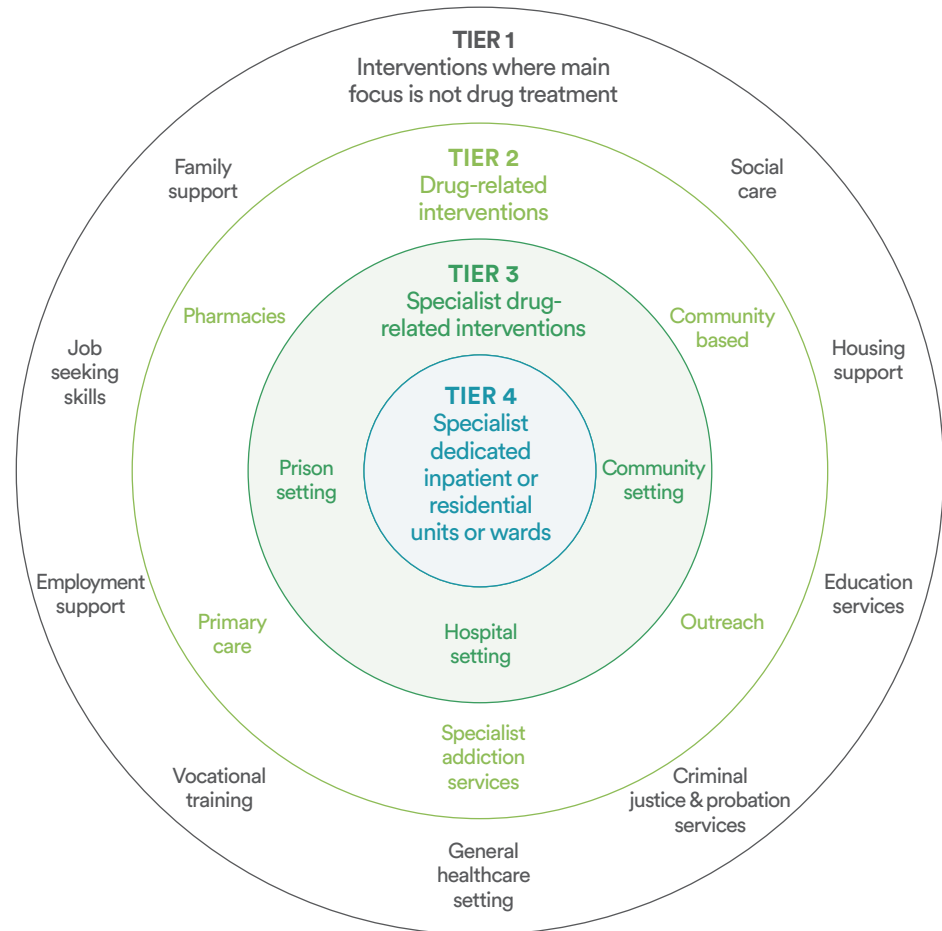 TIER 1
Interventions where main
focus is not drug treatment
Family
support
Social
care
TIER 2
Drug-related
interventions
Job
seeking
skills
Housing
support
Pharmacies
Community
based
TIER 3
Specialist drug-
related interventions
TIER 4
Specialist
dedicated
inpatient or
residential
units or wards
Prison
setting
Community
setting
Employment
support
Education
services
Primary
care
Outreach
Hospital
setting
Specialist
addiction
services
Vocational
training
Criminal
justice & probation
services
General
healthcare
setting